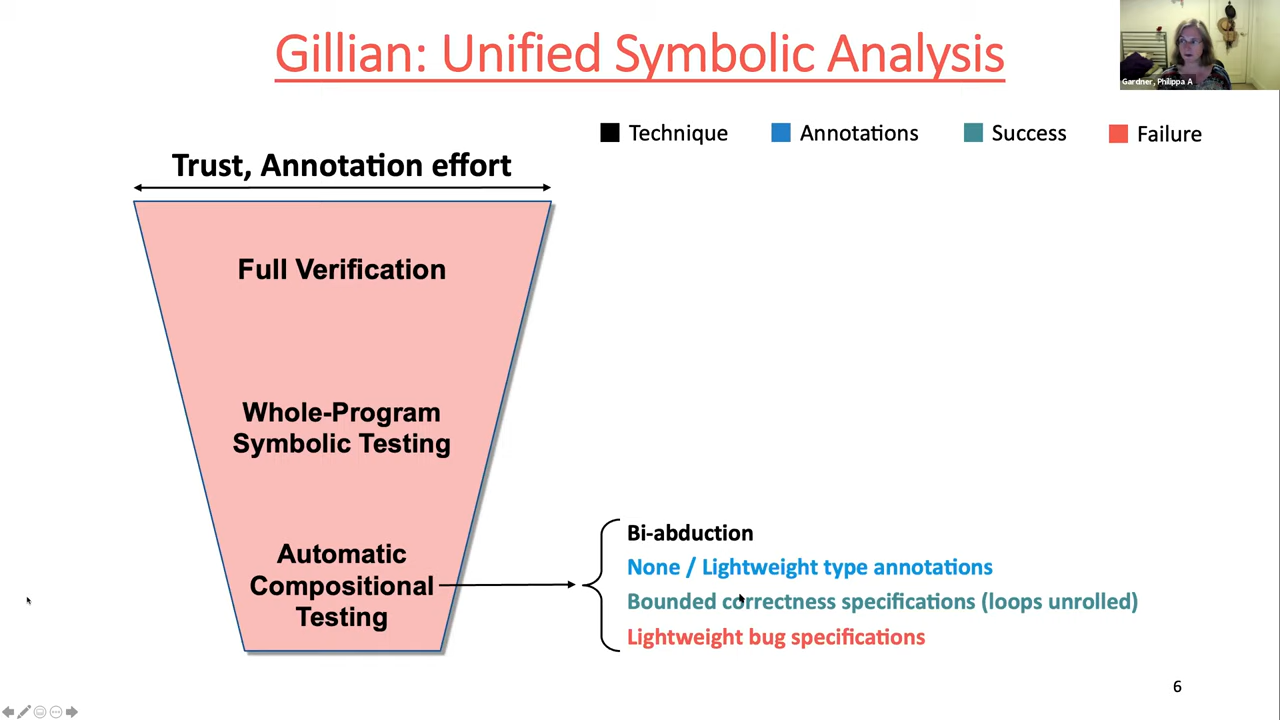 Gillian: Unified Symbolic Analysis
Gardner, Philippa A
Technique
Annotations
Success
Failure
Trust, Annotation effort
Full Verification
Whole-Program
Symbolic Testing
Automatic
Compositional
Testing
Bi-abduction
None / Lightweight type annotations
Bounded correctness specifications (loops unrolled)
Lightweight bug specifications
6